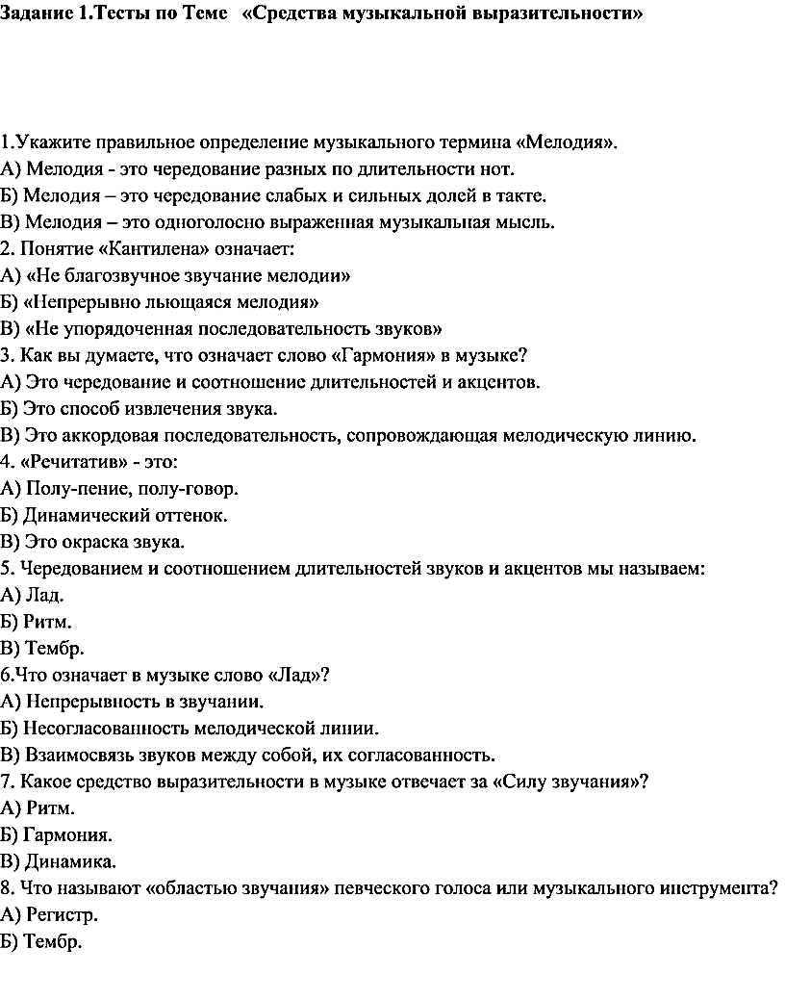 Задание 1.Тесты по Теме   «Средства музыкальной выразительности»
1.Укажите правильное определение музыкального термина «Мелодия».
А) Мелодия - это чередование разных по длительности нот.
Б) Мелодия – это чередование слабых и сильных долей в такте.
В) Мелодия – это одноголосно выраженная музыкальная мысль.
2. Понятие «Кантилена» означает:
А) «Не благозвучное звучание мелодии»
Б) «Непрерывно льющаяся мелодия»
В) «Не упорядоченная последовательность звуков»
3. Как вы думаете, что означает слово «Гармония» в музыке?
А) Это чередование и соотношение длительностей и акцентов.
Б) Это способ извлечения звука.
В) Это аккордовая последовательность, сопровождающая мелодическую линию.
4. «Речитатив» - это:
А) Полу-пение, полу-говор.
Б) Динамический оттенок.
В) Это окраска звука.
5. Чередованием и соотношением длительностей звуков и акцентов мы называем:
А) Лад.
Б) Ритм.
В) Тембр.
6.Что означает в музыке слово «Лад»?
А) Непрерывность в звучании.
Б) Несогласованность мелодической линии.
В) Взаимосвязь звуков между собой, их согласованность.
7. Какое средство выразительности в музыке отвечает за «Силу звучания»?
А) Ритм.
Б) Гармония.
В) Динамика.
8. Что называют «областью звучания» певческого голоса или музыкального инструмента?
А) Регистр.
Б) Тембр.